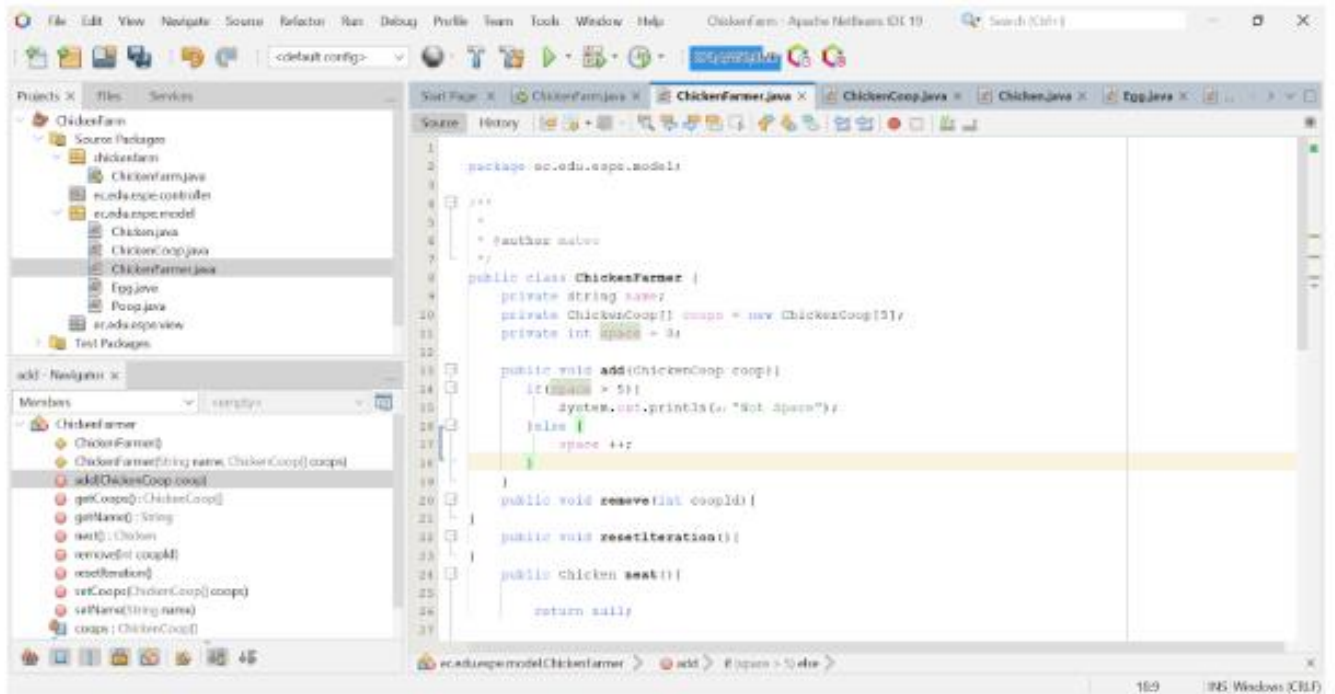 File Edit View Navigate Source Refactor Run Debug Profile Team Tools Window Help ChickenFarm - Apache NetBeans IDE 19 Search (Ctrl+I)
<default config>
Projects × Files Services
ChickenFarm
Source Packages
chickenfarm
ChickenFarm.java
ec.edu.espe.controller
ec.edu.espe.model
Chicken.java
ChickenCoop.java
ChickenFarmer.java
Egg.java
Poop.java
ec.edu.espe.view
Test Packages
add - Navigator ×
Members <empty>
ChickenFarmer
ChickenFarmer()
ChickenFarmer(String name, ChickenCoop[] coops)
add(ChickenCoop coop)
getCoops() : ChickenCoop[]
getName() : String
next() : Chicken
remove(int coopId)
resetIteration()
setCoops(ChickenCoop[] coops)
setName(String name)
coops : ChickenCoop[]
Start Page × ChickenFarm.java × ChickenFarmer.java × ChickenCoop.java × Chicken.java × Egg.java ×
Source History
1
2 package ec.edu.espe.model;
3
4 /**
5 *
6 * @author mateo
7 */
8 public class ChickenFarmer {
9 private String name;
10 private ChickenCoop[] coops = new ChickenCoop[5];
11 private int space = 0;
12
13 public void add(ChickenCoop coop){
14 if(space > 5){
15 System.out.println(x: "Not Space");
16 }else {
17 space ++;
18 }
19 }
20 public void remove(int coopId){
21 }
22 public void resetIteration(){
23 }
24 public Chicken next(){
25
26 return null;
27
ec.edu.espe.model.ChickenFarmer add if (space > 5) else
18:9 INS Windows (CRLF)